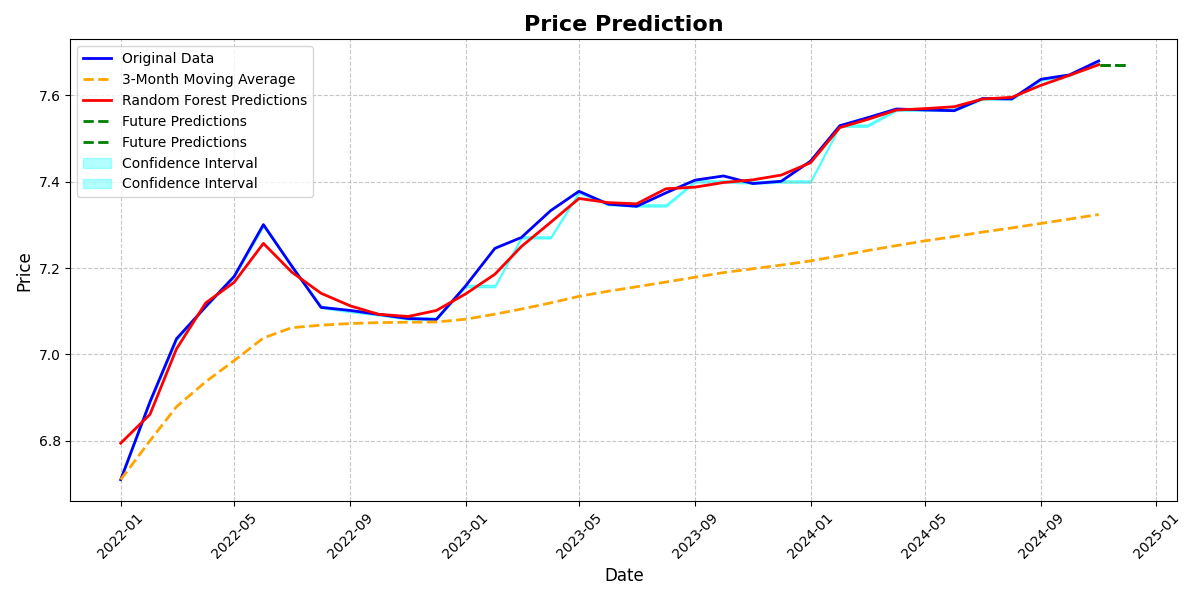 Price Prediction
Original Data
3-Month Moving Average
Random Forest Predictions
Future Predictions
Future Predictions
Confidence Interval
Confidence Interval
Price
7.6
7.4
7.2
7.0
6.8
2022-01
2022-05
2022-09
2023-01
2023-05
2023-09
2024-01
2024-05
2024-09
2025-01
Date